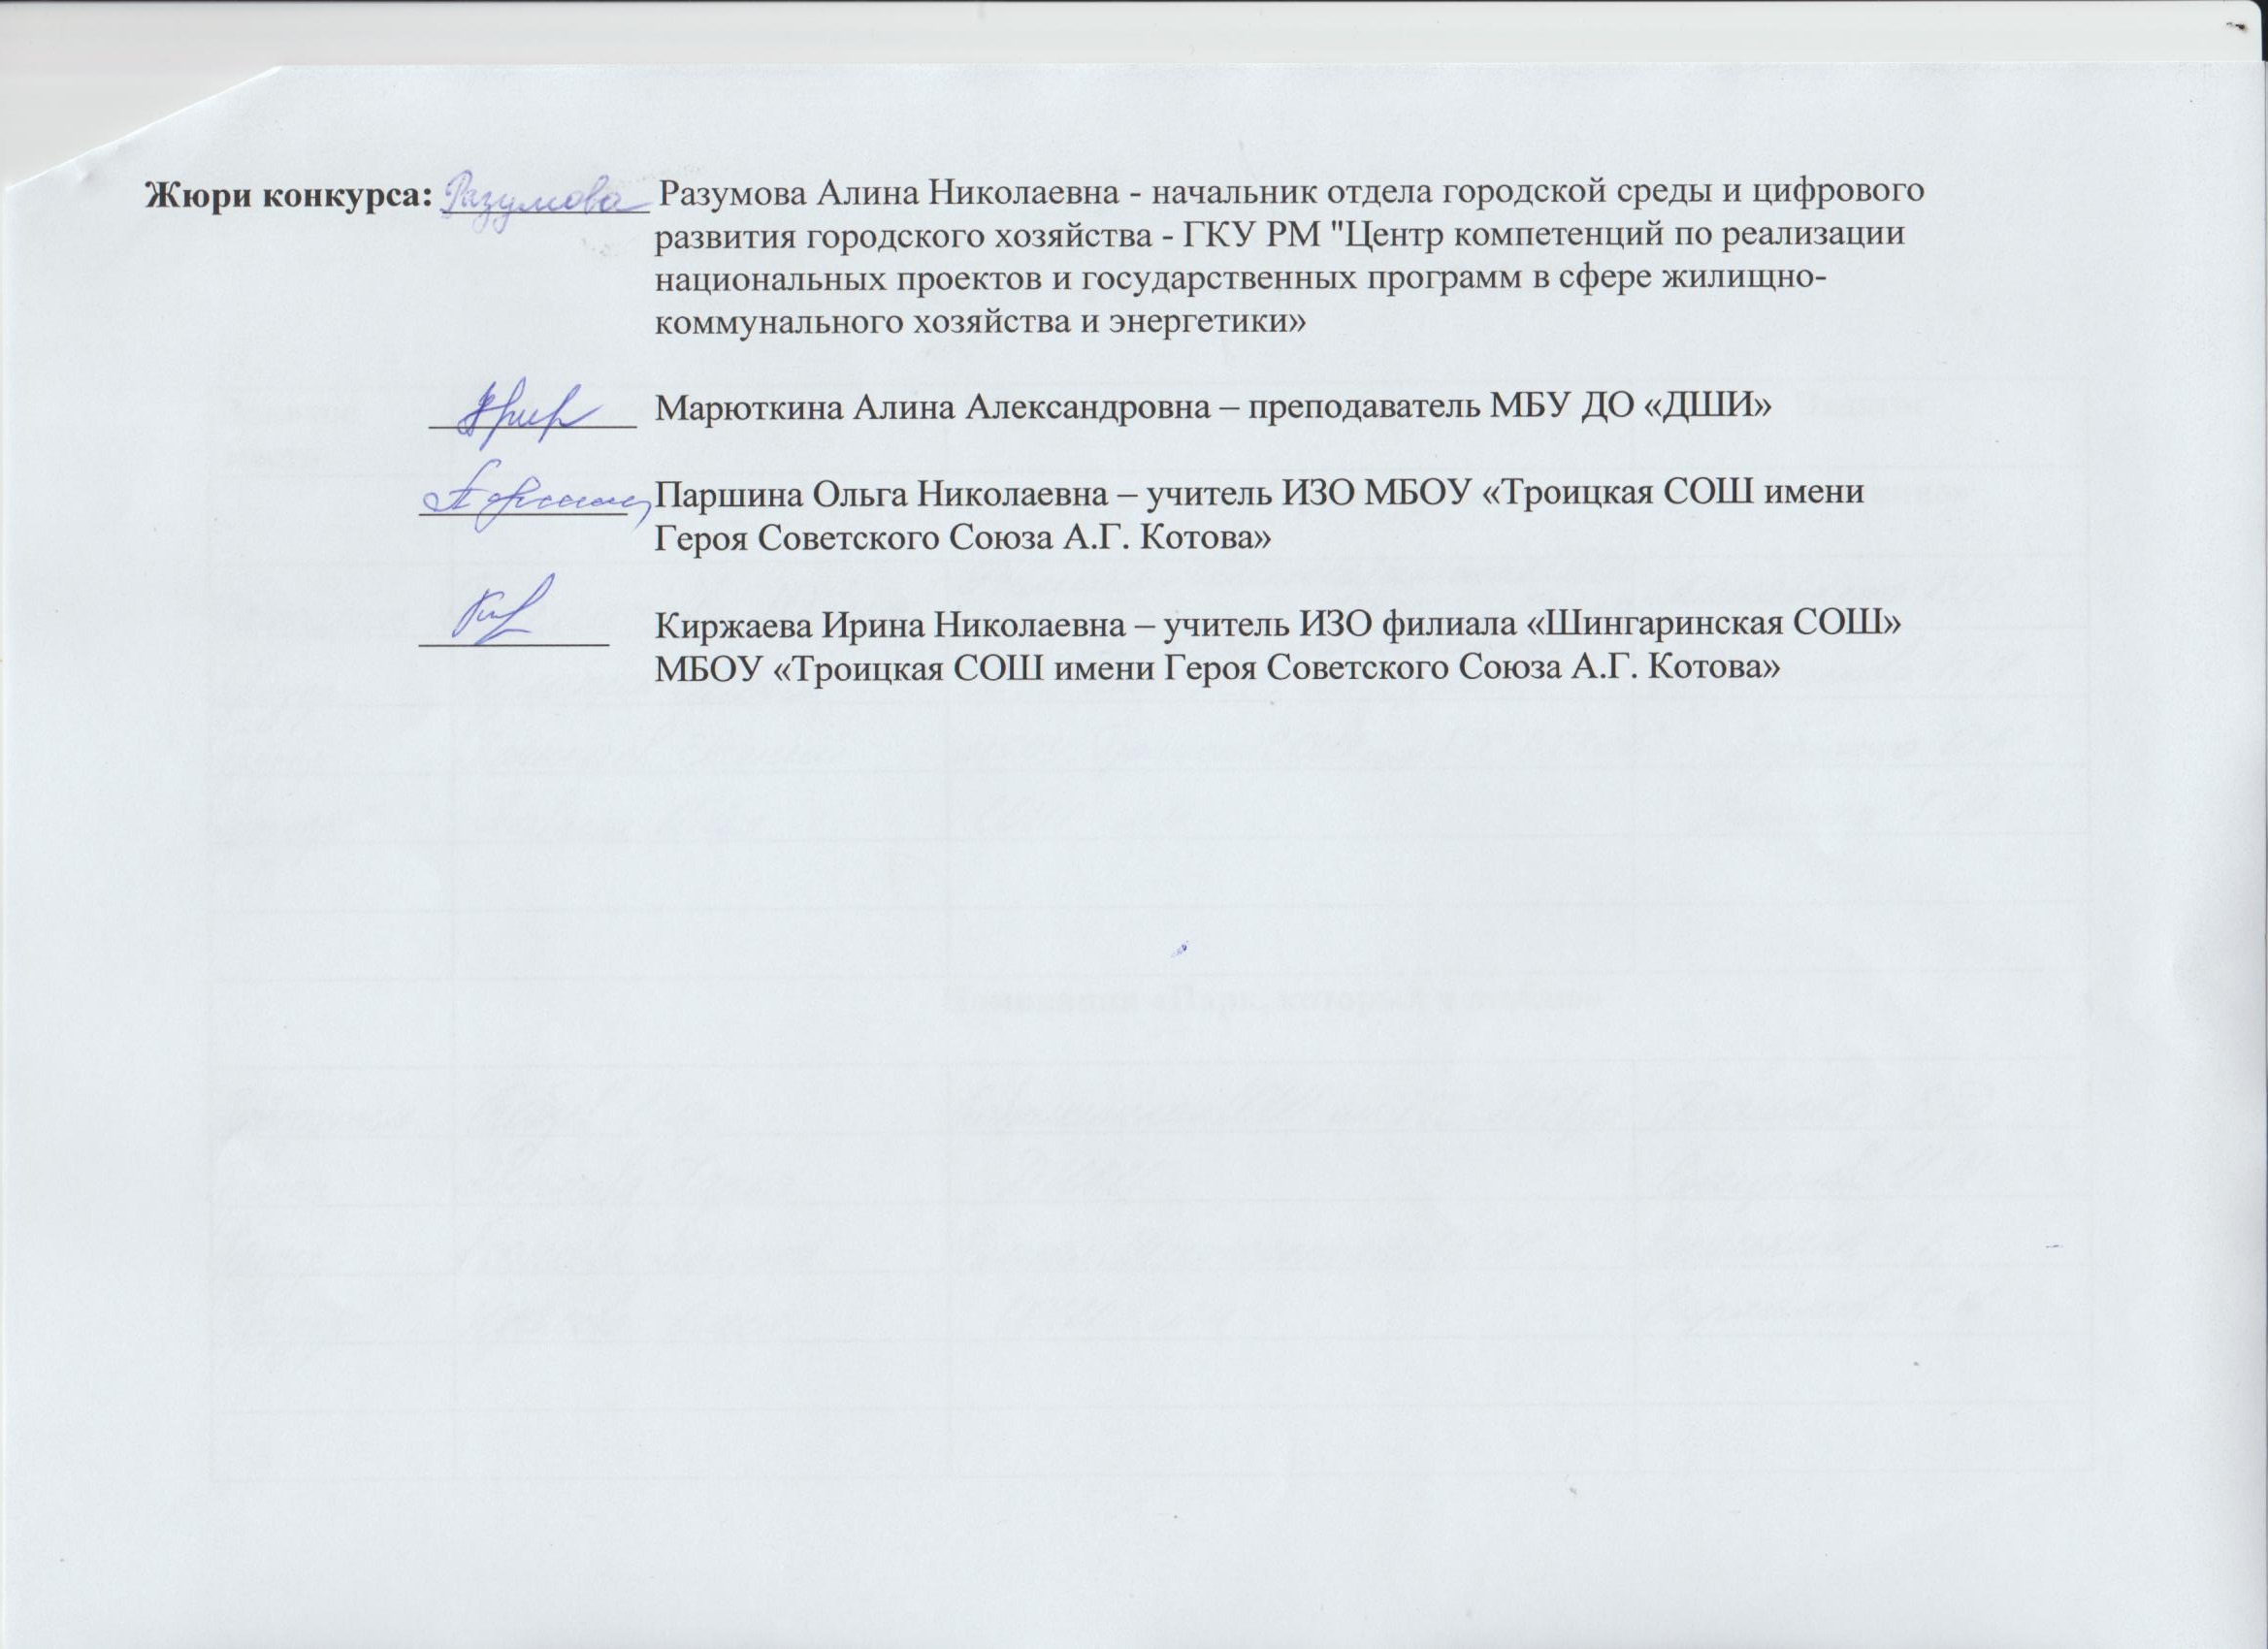 Жюри конкурса: Разумова Разумова Алина Николаевна - начальник отдела городской среды и цифрового
развития городского хозяйства - ГКУ РМ "Центр компетенций по реализации
национальных проектов и государственных программ в сфере жилищно-
коммунального хозяйства и энергетики»
Марюткина Алина Александровна – преподаватель МБУ ДО «ДШИ»
Паршина Ольга Николаевна – учитель ИЗО МБОУ «Троицкая СОШ имени
Героя Советского Союза А.Г. Котова»
Киржаева Ирина Николаевна – учитель ИЗО филиала «Шингаринская СОШ»
МБОУ «Троицкая СОШ имени Героя Советского Союза А.Г. Котова»